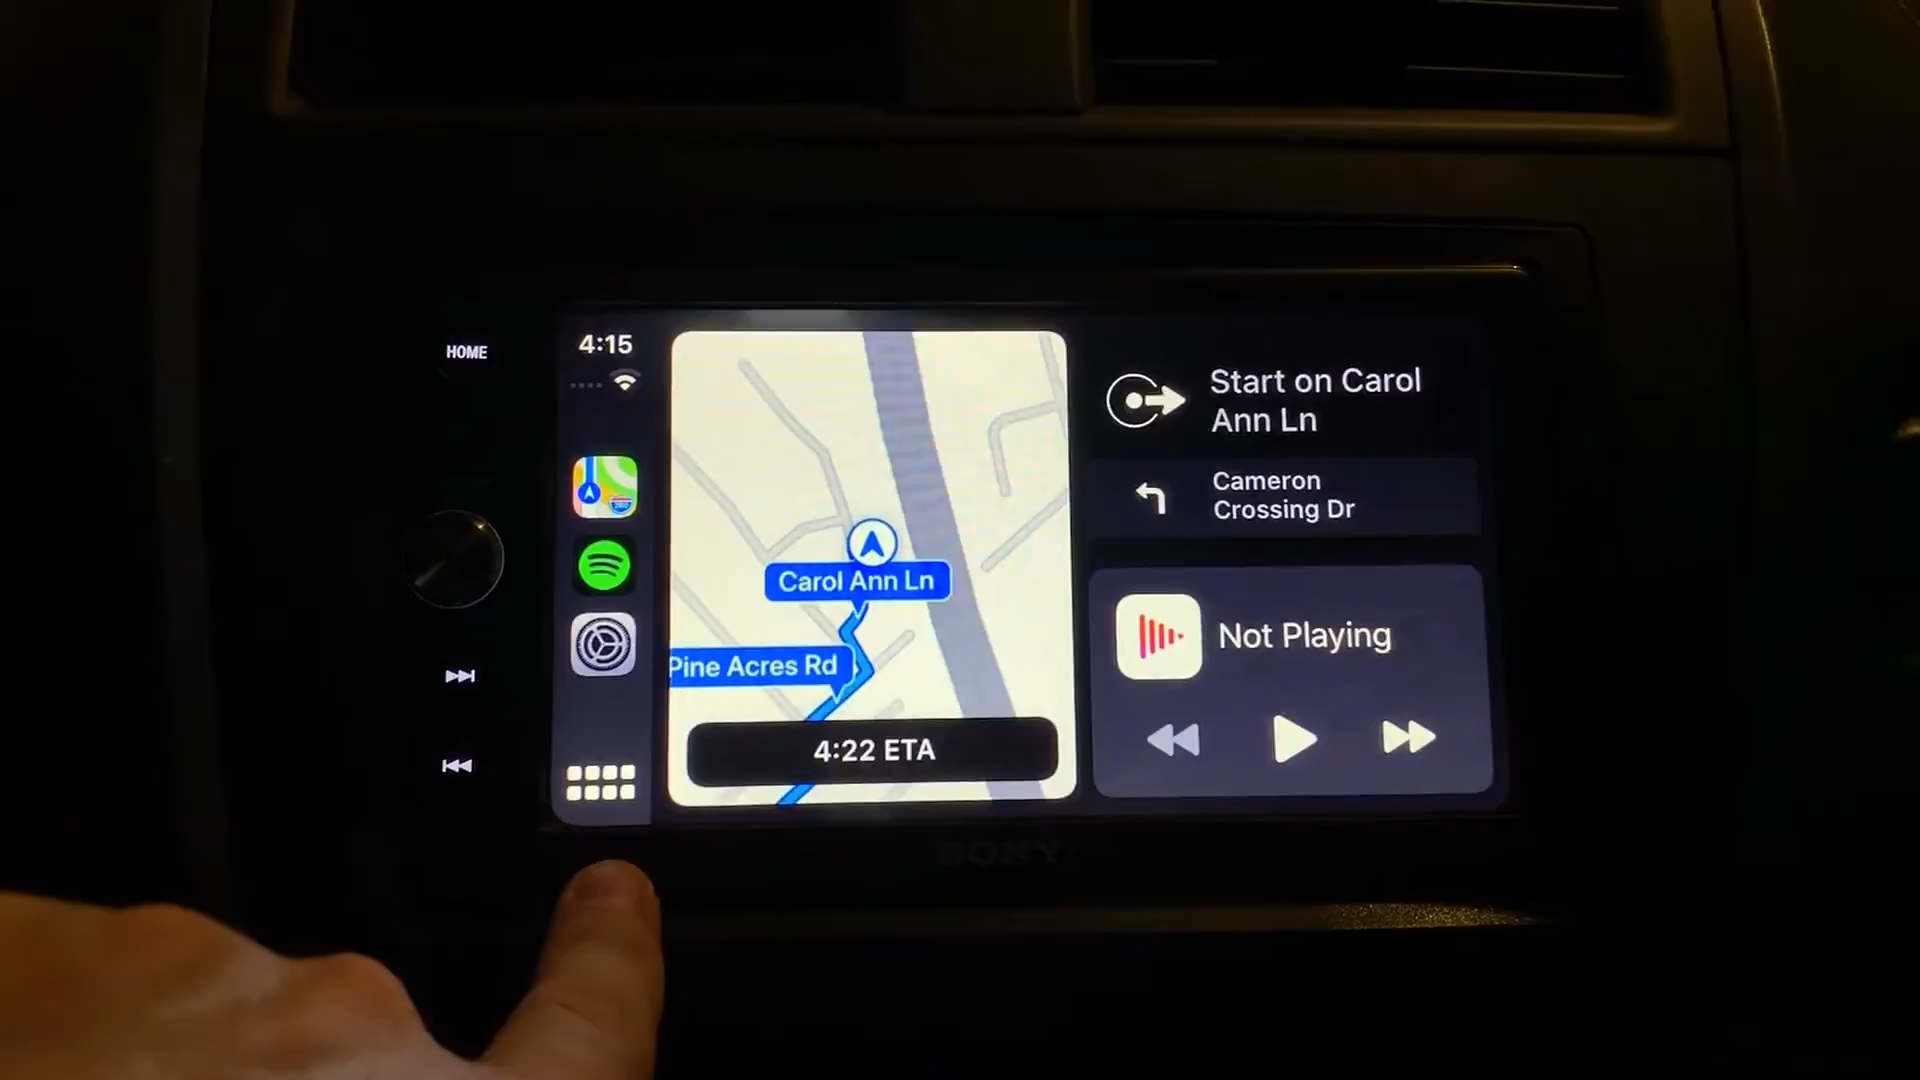 HOME
4:15
Carol Ann Ln
Pine Acres Rd
4:22 ETA
Start on Carol
Ann Ln
Cameron
Crossing Dr
Not Playing
SONY